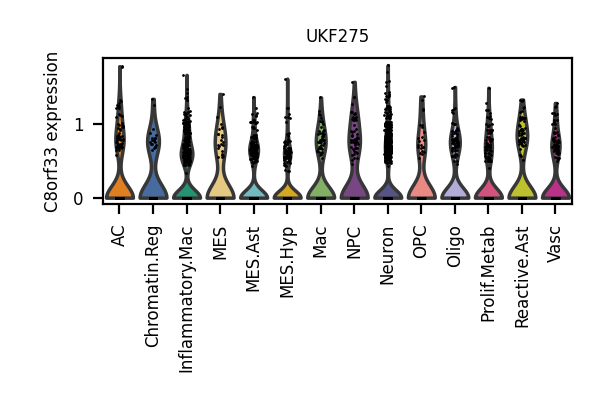 UKF275
C8orf33 expression
1
0
AC
Chromatin.Reg
Inflammatory.Mac
MES
MES.Ast
MES.Hyp
Mac
NPC
Neuron
OPC
Oligo
Prolif.Metab
Reactive.Ast
Vasc